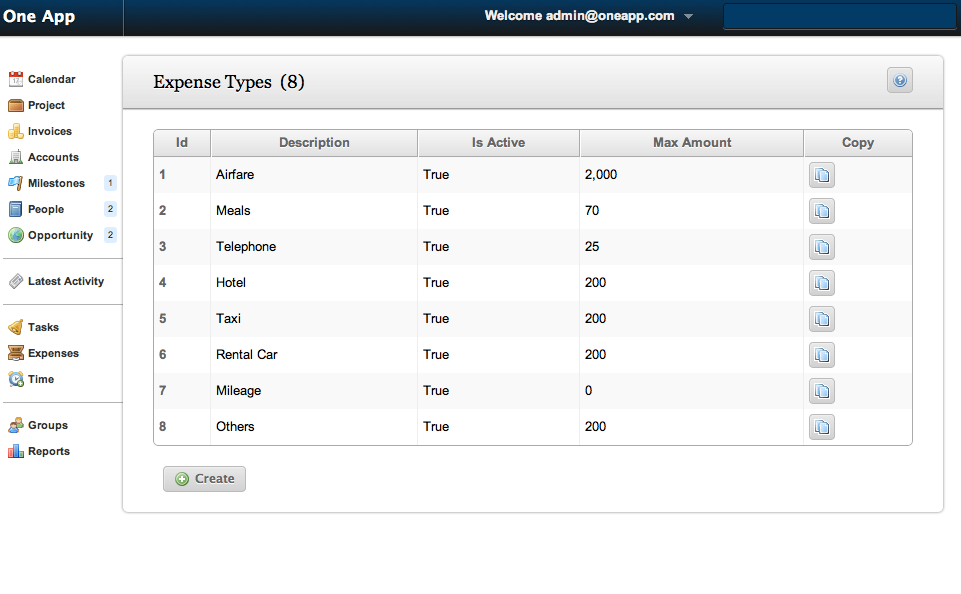 One App
Welcome admin@oneapp.com
Calendar
Project
Invoices
Accounts
Milestones 1
People 2
Opportunity 2
Latest Activity
Tasks
Expenses
Time
Groups
Reports
Expense Types (8)
Id Description Is Active Max Amount Copy
1 Airfare True 2,000
2 Meals True 70
3 Telephone True 25
4 Hotel True 200
5 Taxi True 200
6 Rental Car True 200
7 Mileage True 0
8 Others True 200
Create